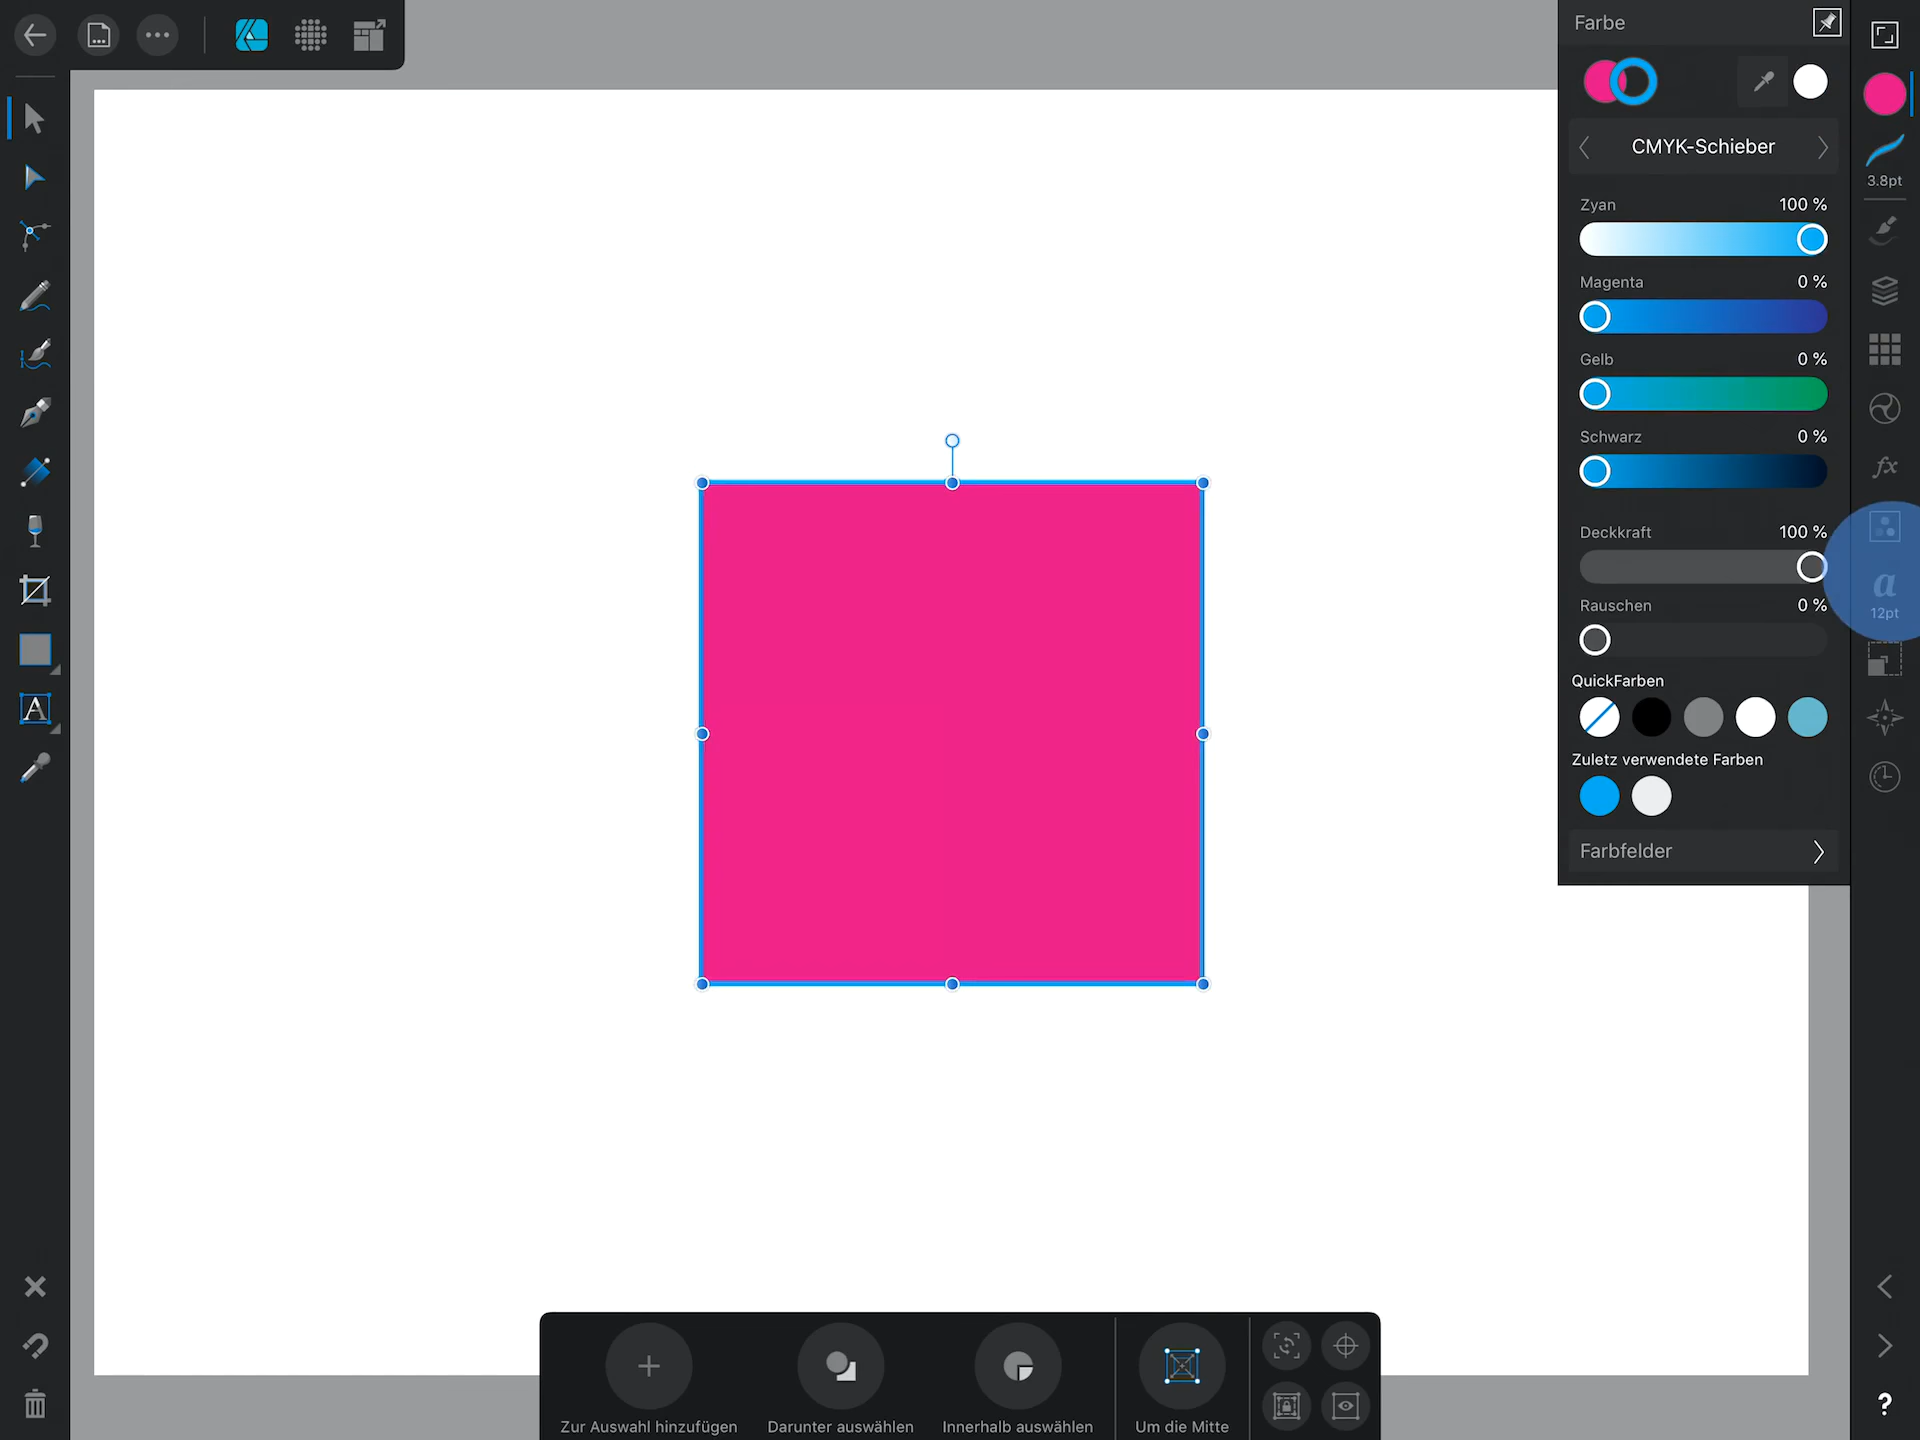 Farbe
CMYK-Schieber
3.8pt
Zyan 100 %
Magenta 0 %
Gelb 0 %
Schwarz 0 %
fx
Deckkraft 100 %
a
12pt
Rauschen 0 %
QuickFarben
A
Zuletz verwendete Farben
Farbfelder
Zur Auswahl hinzufügen
Darunter auswählen
Innerhalb auswählen
Um die Mitte
?